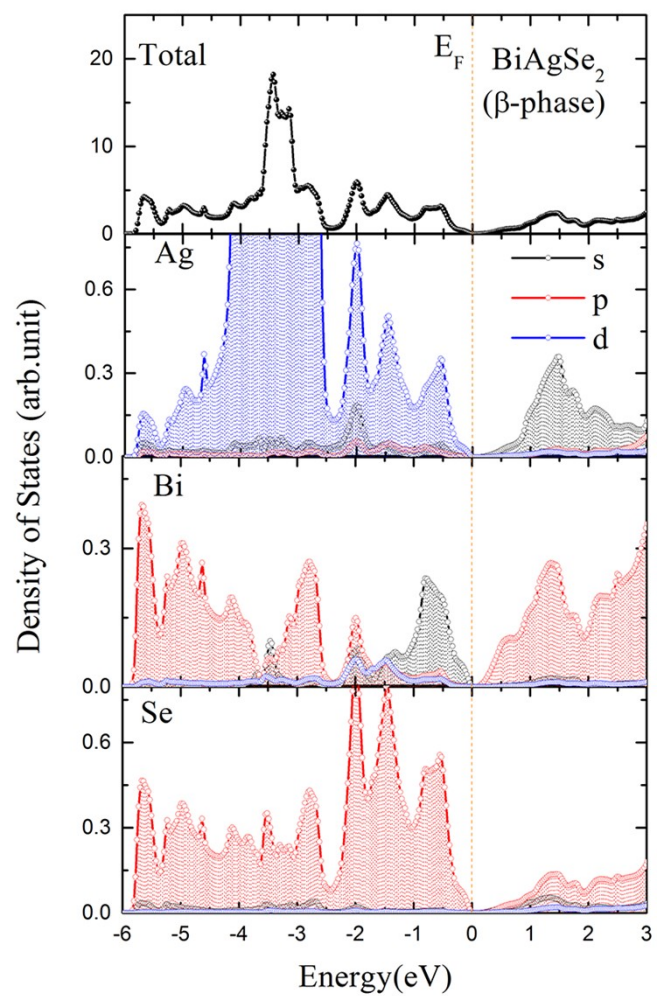 Total
E_F
BiAgSe₂
(β-phase)
20
10
0
Ag
s
p
d
0.6
0.3
0.0
Bi
0.3
0.0
Se
0.6
0.3
0.0
-6 -5 -4 -3 -2 -1 0 1 2 3
Energy(eV)
Density of States (arb.unit)